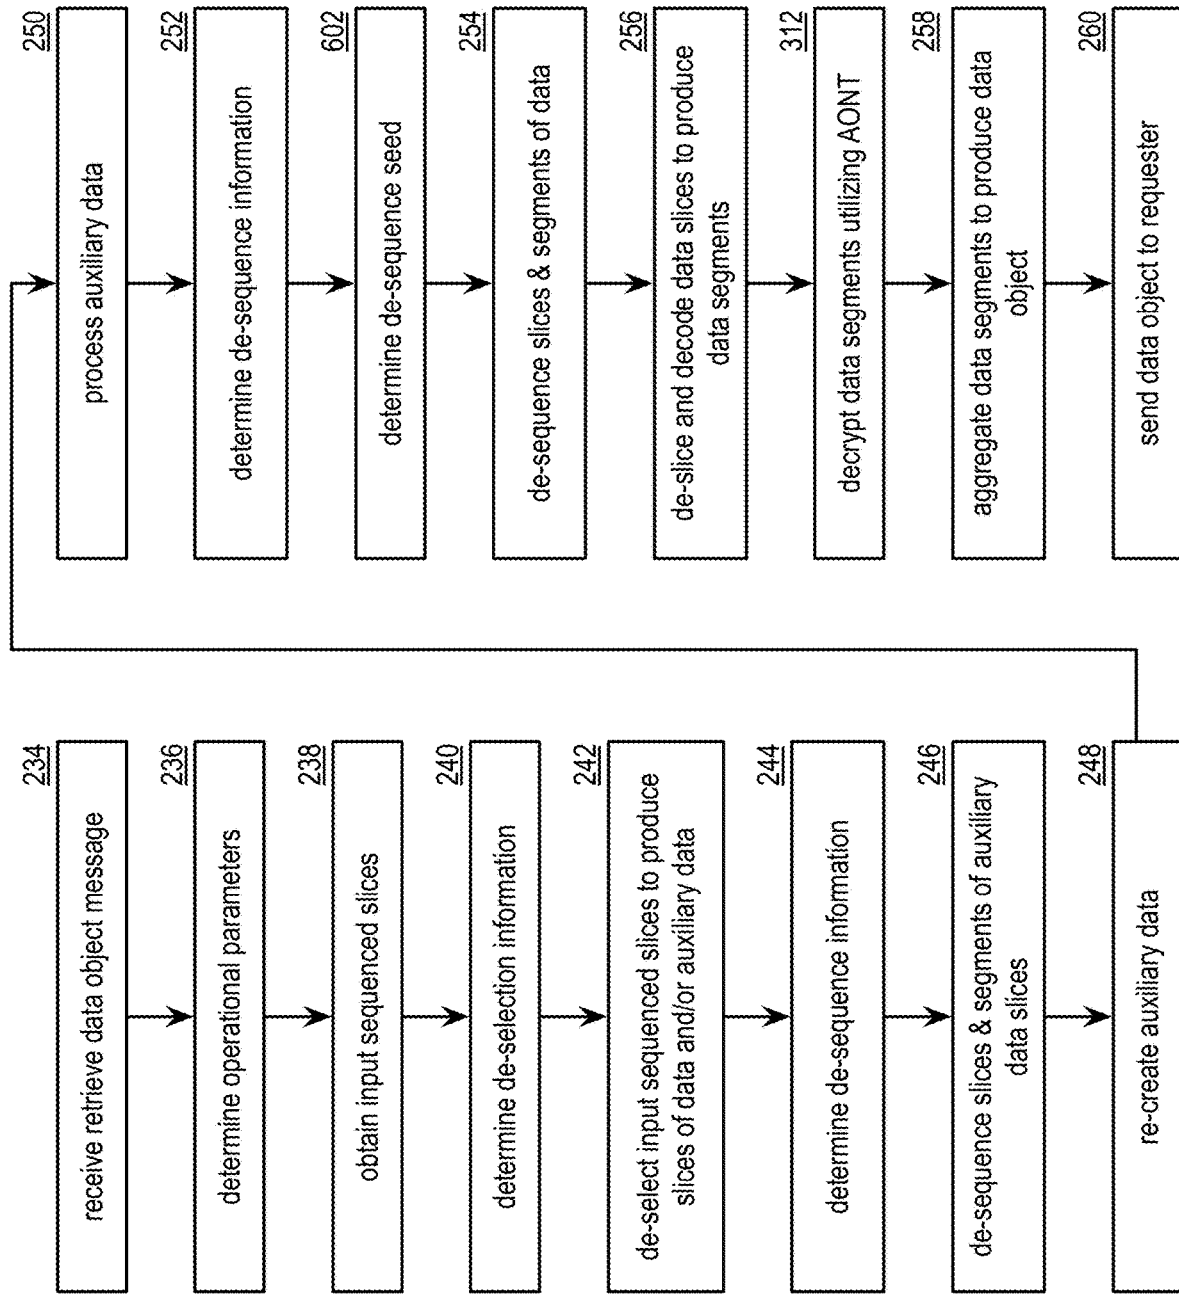 234
receive retrieve data object message
236
determine operational parameters
238
obtain input sequenced slices
240
determine de-selection information
242
de-select input sequenced slices to produce
slices of data and/or auxiliary data
244
determine de-sequence information
246
de-sequence slices & segments of auxiliary
data slices
248
re-create auxiliary data
250
process auxiliary data
252
determine de-sequence information
602
determine de-sequence seed
254
de-sequence slices & segments of data
256
de-slice and decode data slices to produce
data segments
312
decrypt data segments utilizing AONT
258
aggregate data segments to produce data
object
260
send data object to requester